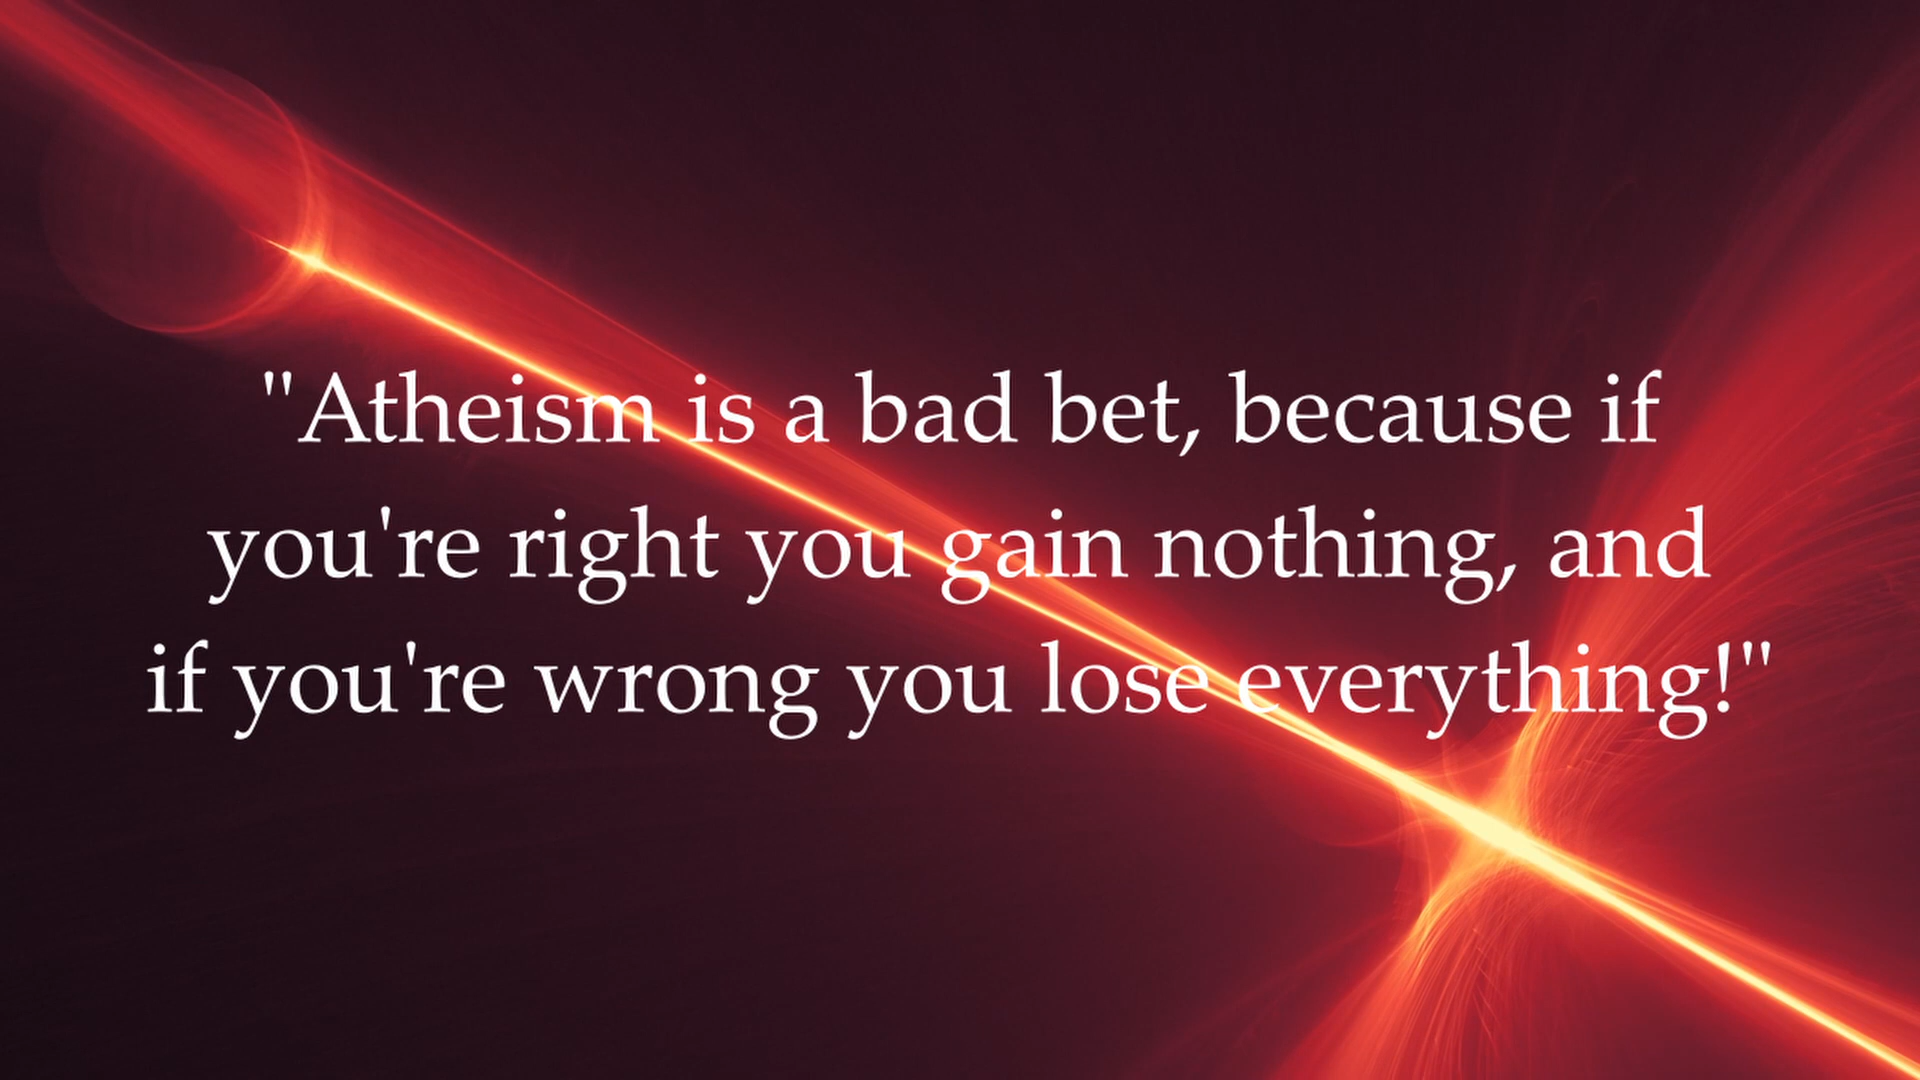 "Atheism is a bad bet, because if
you're right you gain nothing, and
if you're wrong you lose everything!"